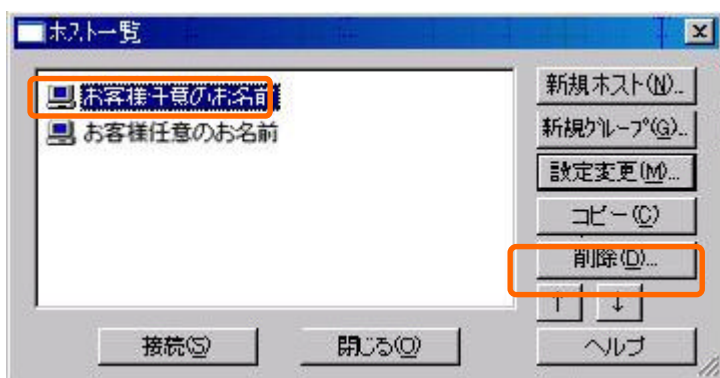 ホスト一覧
お客様任意のお名前
お客様任意のお名前
新規ホスト(N)...
新規グループ(G)...
設定変更(M)...
コピー(C)
削除(D)...
↑ ↓
接続(S)
閉じる(O)
ヘルプ